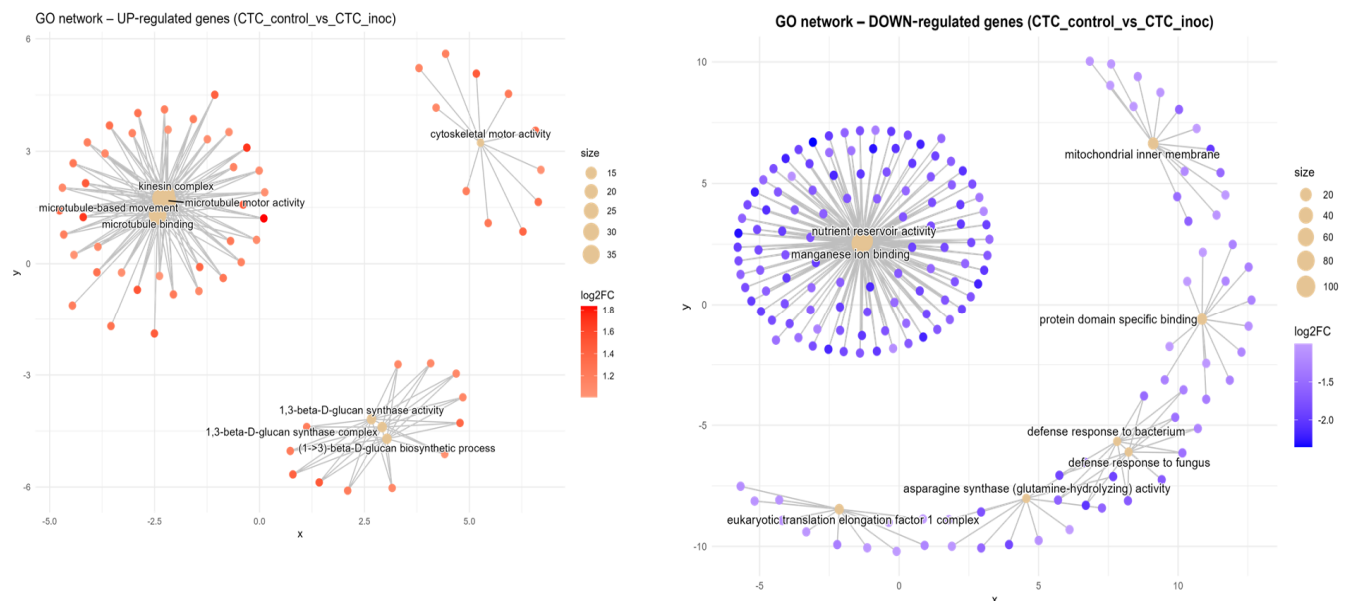 GO network – UP-regulated genes (CTC_control_vs_CTC_inoc)
6
3
0
-3
-6
y
-5.0
-2.5
0.0
2.5
5.0
x
cytoskeletal motor activity
kinesin complex
microtubule motor activity
microtubule-based movement
microtubule binding
1,3-beta-D-glucan synthase activity
1,3-beta-D-glucan synthase complex
(1->3)-beta-D-glucan biosynthetic process
size
15
20
25
30
35
log2FC
1.8
1.4
1.2
GO network – DOWN-regulated genes (CTC_control_vs_CTC_inoc)
10
5
0
-5
-10
y
-5
0
5
10
x
mitochondrial inner membrane
nutrient reservoir activity
manganese ion binding
protein domain specific binding
defense response to bacterium
defense response to fungus
asparagine synthase (glutamine-hydrolyzing) activity
eukaryotic translation elongation factor 1 complex
size
20
40
60
80
100
log2FC
-1.5
-2.0